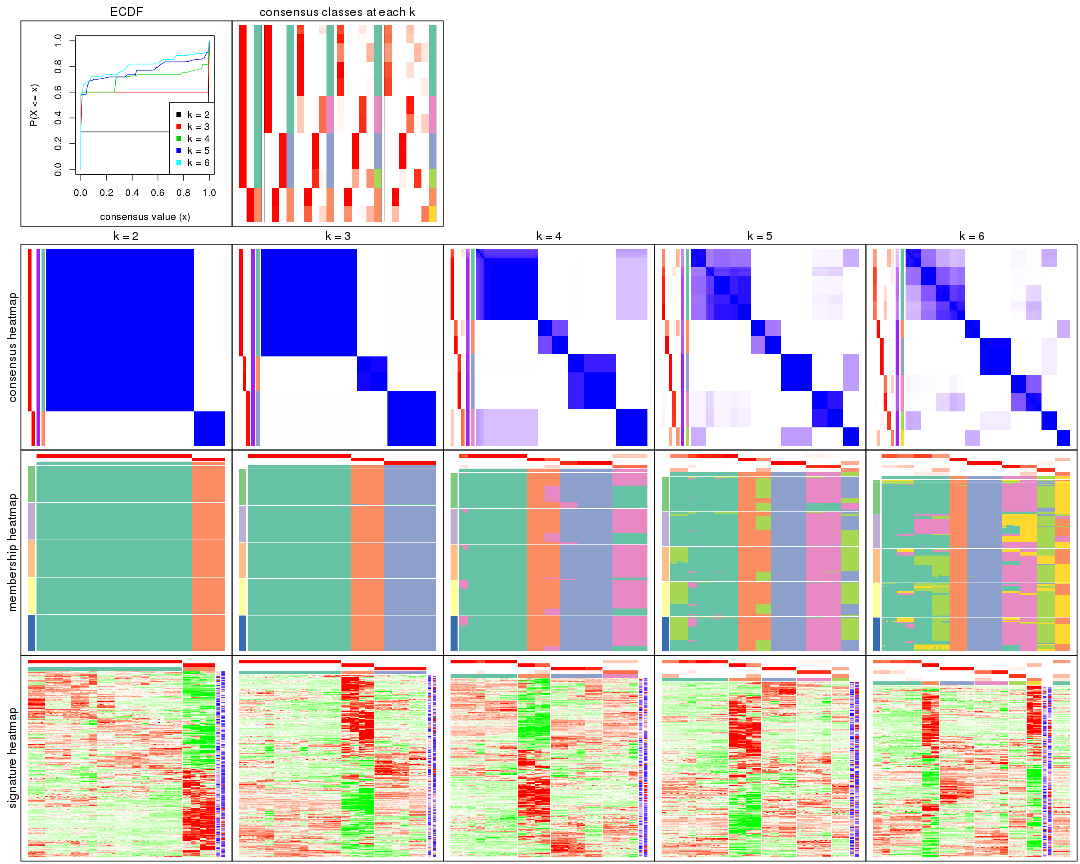 ECDF
consensus classes at each k
P(X <= x)
0.0 0.2 0.4 0.6 0.8 1.0
k = 2
k = 3
k = 4
k = 5
k = 6
0.0 0.2 0.4 0.6 0.8 1.0
consensus value (x)
k = 2
k = 3
k = 4
k = 5
k = 6
consensus heatmap
membership heatmap
signature heatmap